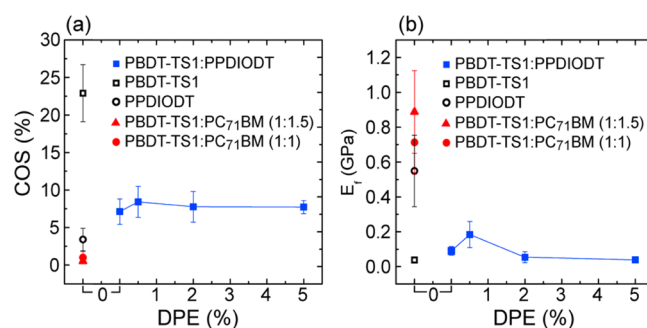 (a)
30
25
20
15
10
5
0
COS (%)
PBDT-TS1:PPDIODT
PBDT-TS1
PPDIODT
PBDT-TS1:PC71BM (1:1.5)
PBDT-TS1:PC71BM (1:1)
0 1 2 3 4 5
DPE (%)
(b)
1.2
1.0
0.8
0.6
0.4
0.2
0.0
Ef (GPa)
PBDT-TS1:PPDIODT
PBDT-TS1
PPDIODT
PBDT-TS1:PC71BM (1:1.5)
PBDT-TS1:PC71BM (1:1)
0 1 2 3 4 5
DPE (%)